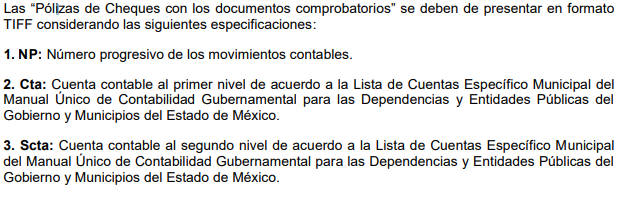 Las “Pólizas de Cheques con los documentos comprobatorios” se deben de presentar en formato
TIFF considerando las siguientes especificaciones:
1. NP: Número progresivo de los movimientos contables.
2. Cta: Cuenta contable al primer nivel de acuerdo a la Lista de Cuentas Específico Municipal del
Manual Único de Contabilidad Gubernamental para las Dependencias y Entidades Públicas del
Gobierno y Municipios del Estado de México.
3. Scta: Cuenta contable al segundo nivel de acuerdo a la Lista de Cuentas Específico Municipal
del Manual Único de Contabilidad Gubernamental para las Dependencias y Entidades Públicas del
Gobierno y Municipios del Estado de México.